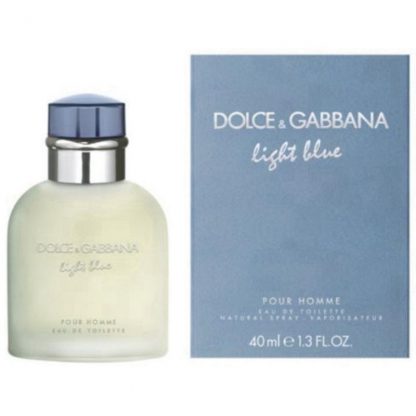 DOLCE & GABBANA
light blue
POUR HOMME
EAU DE TOILETTE
DOLCE & GABBANA
light blue
POUR HOMME
EAU DE TOILETTE
NATURAL SPRAY - VAPORISATEUR
40 ml ℮ 1.3 FL.OZ.